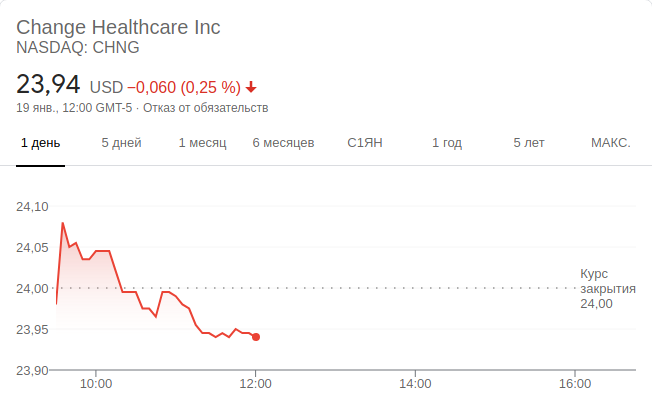 Change Healthcare Inc
NASDAQ: CHNG
23,94 USD −0,060 (0,25 %)
19 янв., 12:00 GMT-5 · Отказ от обязательств
1 день 5 дней 1 месяц 6 месяцев С1ЯН 1 год 5 лет МАКС.
24,10
24,05
24,00
23,95
23,90
Курс
закрытия
24,00
10:00 12:00 14:00 16:00